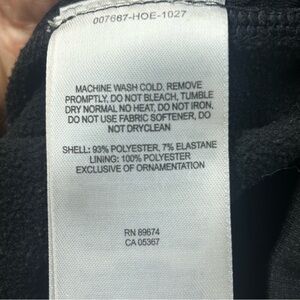 007687-HOE-1027
MACHINE WASH COLD, REMOVE
PROMPTLY, DO NOT BLEACH, TUMBLE
DRY NORMAL NO HEAT, DO NOT IRON,
DO NOT USE FABRIC SOFTENER, DO
NOT DRYCLEAN
SHELL: 93% POLYESTER, 7% ELASTANE
LINING: 100% POLYESTER
EXCLUSIVE OF ORNAMENTATION
RN 89674
CA 05367